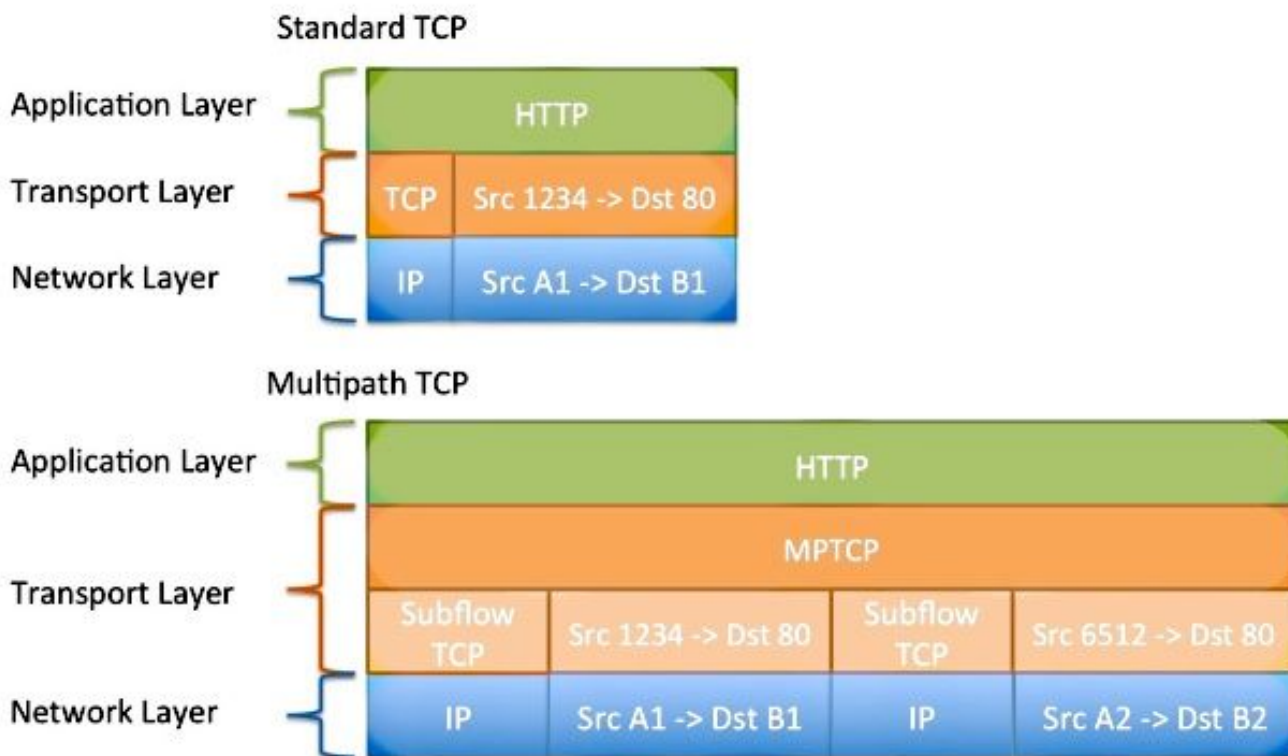 Standard TCP
Application Layer
HTTP
Transport Layer
TCP
Src 1234 -> Dst 80
Network Layer
IP
Src A1 -> Dst B1
Multipath TCP
Application Layer
HTTP
MPTCP
Transport Layer
Subflow
TCP
Src 1234 -> Dst 80
Subflow
TCP
Src 6512 -> Dst 80
Network Layer
IP
Src A1 -> Dst B1
IP
Src A2 -> Dst B2